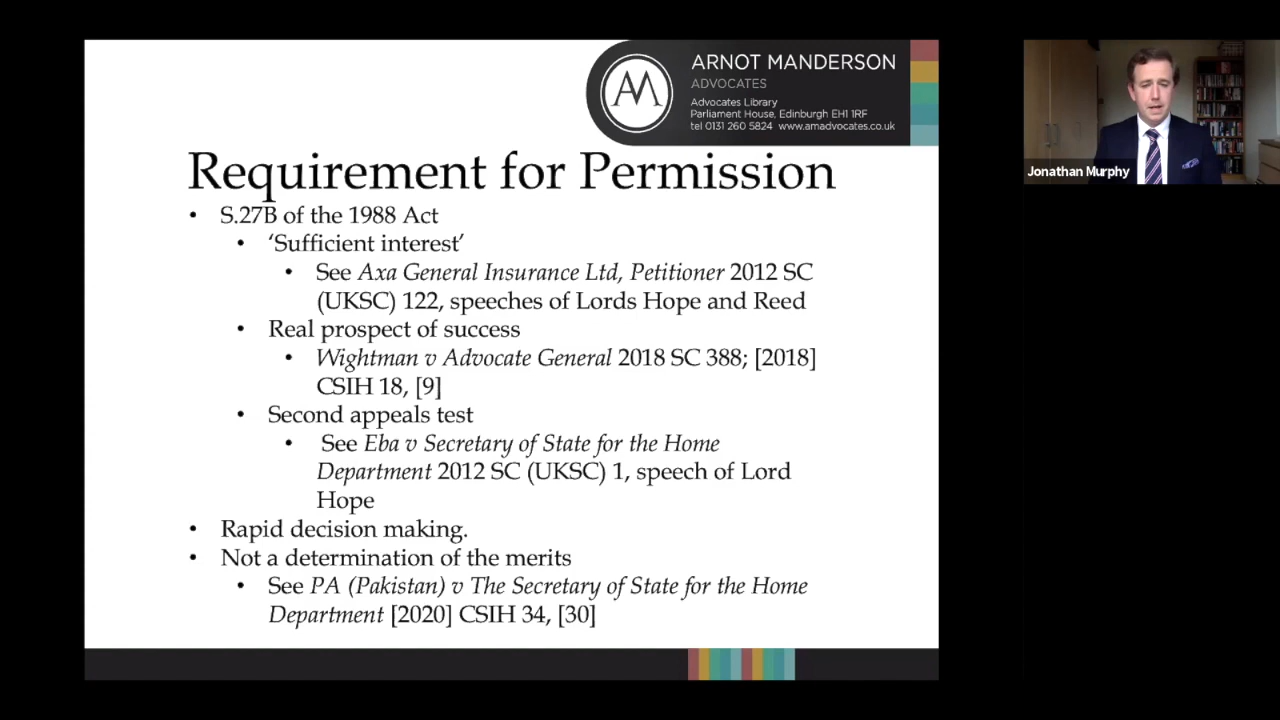 ARNOT MANDERSON
ADVOCATES
Advocates Library
Parliament House, Edinburgh EH1 1RF
tel 0131 260 5824 www.amadvocates.co.uk
AM
Requirement for Permission
• S.27B of the 1988 Act
• ‘Sufficient interest’
• See Axa General Insurance Ltd, Petitioner 2012 SC
(UKSC) 122, speeches of Lords Hope and Reed
• Real prospect of success
• Wightman v Advocate General 2018 SC 388; [2018]
CSIH 18, [9]
• Second appeals test
• See Eba v Secretary of State for the Home
Department 2012 SC (UKSC) 1, speech of Lord
Hope
• Rapid decision making.
• Not a determination of the merits
• See PA (Pakistan) v The Secretary of State for the Home
Department [2020] CSIH 34, [30]
Jonathan Murphy